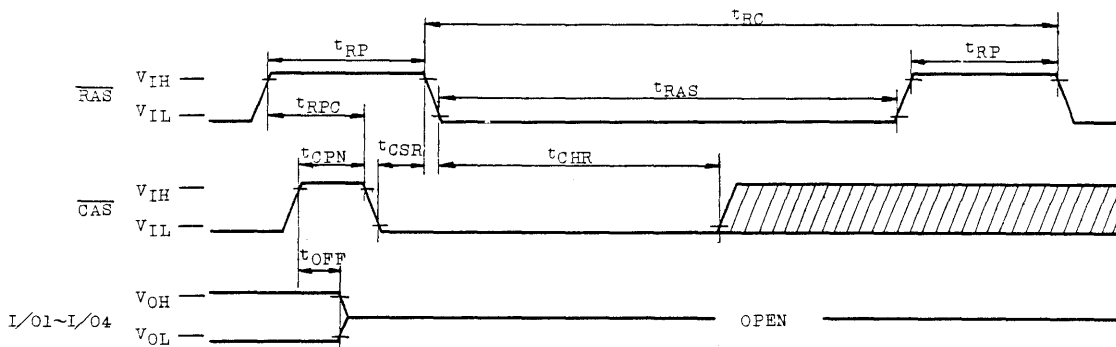 tRC
tRP
tRP
VIH
RAS
tRAS
VIL
tRPC
tCPN
tCSR
tCHR
VIH
CAS
VIL
tOFF
VOH
I/O1~I/O4
OPEN
VOL